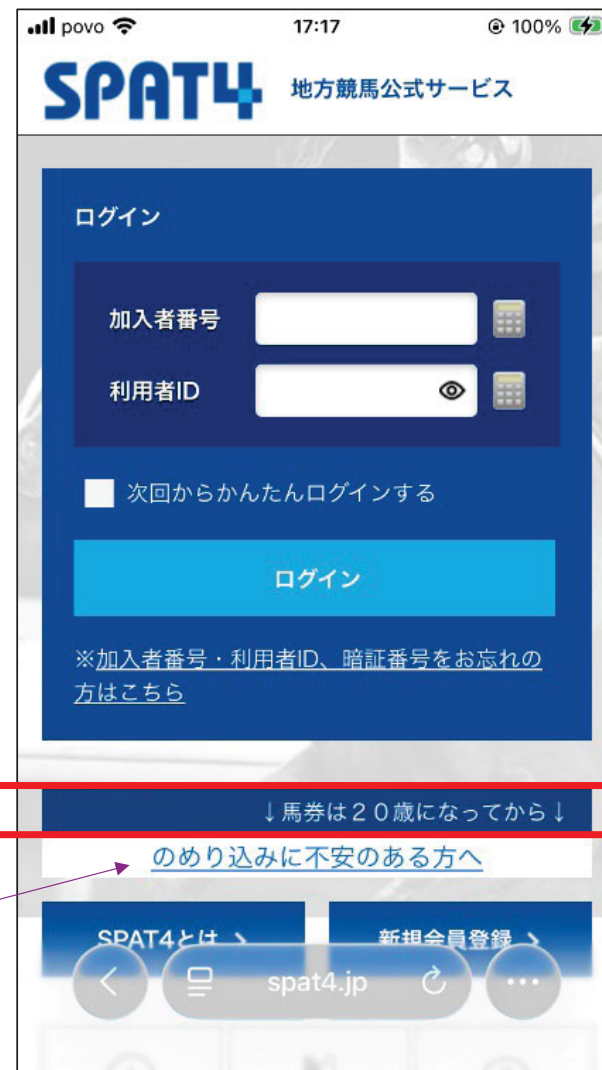 povo 17:17 100%
SPAT4 地方競馬公式サービス
ログイン
加入者番号
利用者ID
次回からかんたんログインする
ログイン
※加入者番号・利用者ID、暗証番号をお忘れの
方はこちら
↓馬券は20歳になってから↓
のめり込みに不安のある方へ
SPAT4とは 新規会員登録
spat4.jp